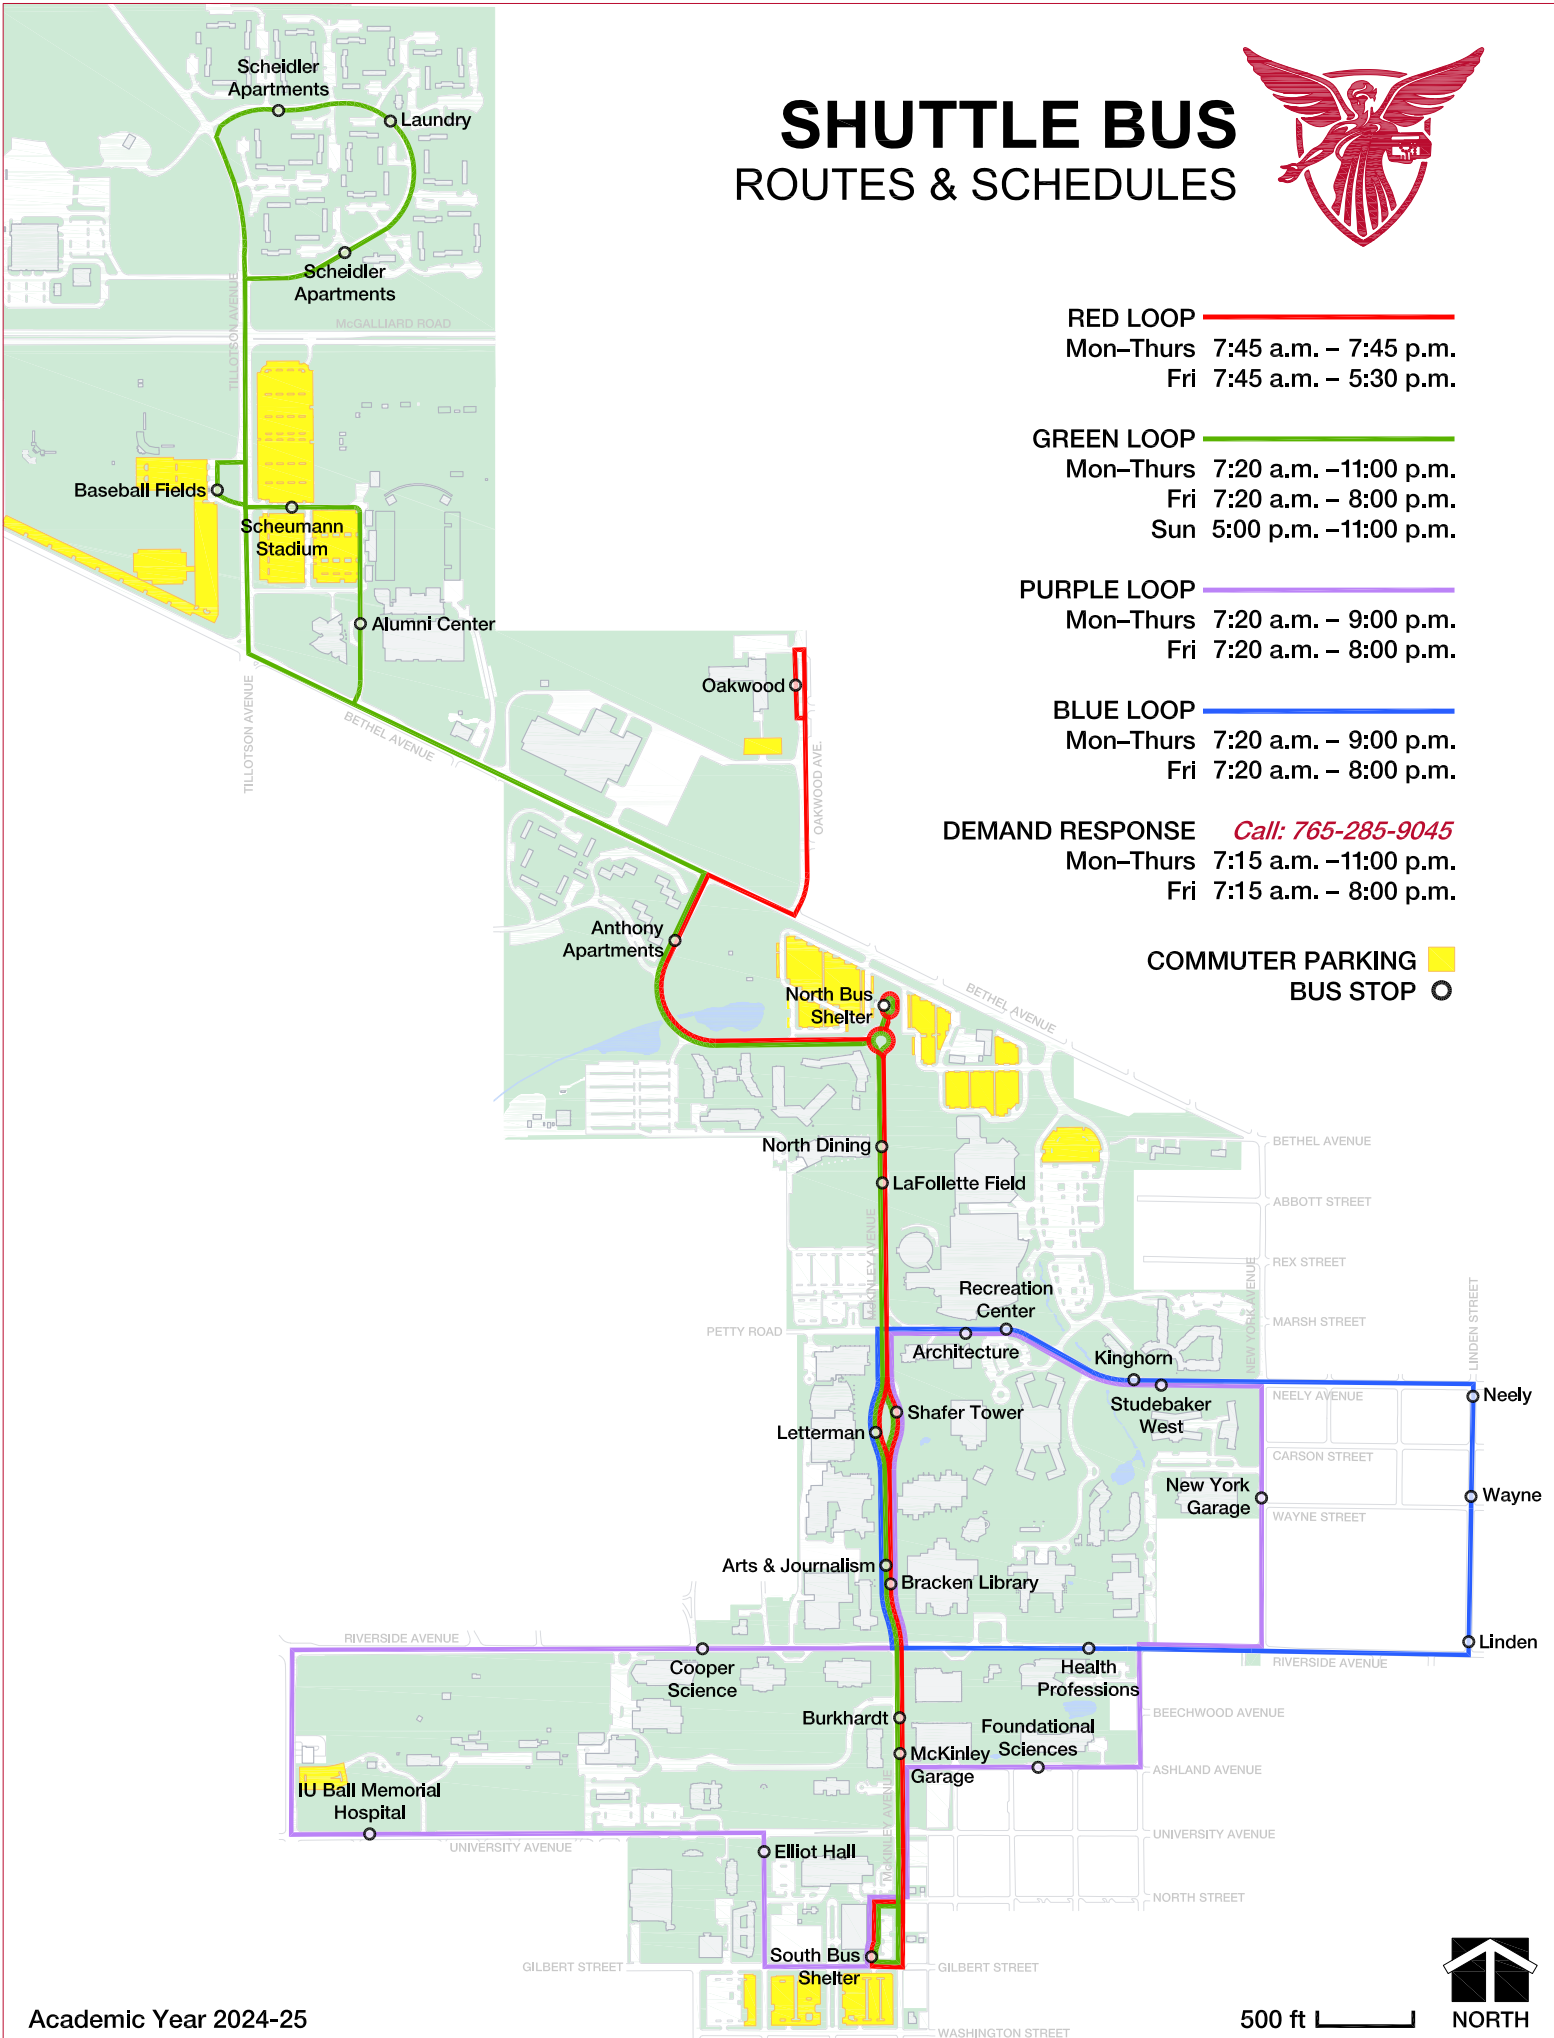 SHUTTLE BUS
ROUTES & SCHEDULES
RED LOOP
Mon–Thurs 7:45 a.m. – 7:45 p.m.
Fri 7:45 a.m. – 5:30 p.m.
GREEN LOOP
Mon–Thurs 7:20 a.m. –11:00 p.m.
Fri 7:20 a.m. – 8:00 p.m.
Sun 5:00 p.m. –11:00 p.m.
PURPLE LOOP
Mon–Thurs 7:20 a.m. – 9:00 p.m.
Fri 7:20 a.m. – 8:00 p.m.
BLUE LOOP
Mon–Thurs 7:20 a.m. – 9:00 p.m.
Fri 7:20 a.m. – 8:00 p.m.
DEMAND RESPONSE Call: 765-285-9045
Mon–Thurs 7:15 a.m. –11:00 p.m.
Fri 7:15 a.m. – 8:00 p.m.
COMMUTER PARKING
BUS STOP
Scheidler
Apartments
Laundry
Scheidler
Apartments
TILLOTSON AVENUE
McGALLIARD ROAD
Baseball Fields
Scheumann
Stadium
Alumni Center
TILLOTSON AVENUE
BETHEL AVENUE
Oakwood
OAKWOOD AVE.
Anthony
Apartments
North Bus
Shelter
BETHEL AVENUE
North Dining
LaFollette Field
BETHEL AVENUE
ABBOTT STREET
McKINLEY AVENUE
REX STREET
NEW YORK AVENUE
LINDEN STREET
Recreation
Center
MARSH STREET
PETTY ROAD
Architecture
Kinghorn
Studebaker
West
NEELY AVENUE
Neely
Shafer Tower
Letterman
CARSON STREET
New York
Garage
Wayne
WAYNE STREET
Arts & Journalism
Bracken Library
RIVERSIDE AVENUE
Linden
Cooper
Science
Health
Professions
RIVERSIDE AVENUE
Burkhardt
BEECHWOOD AVENUE
Foundational
Sciences
McKinley
Garage
ASHLAND AVENUE
IU Ball Memorial
Hospital
McKINLEY AVENUE
UNIVERSITY AVENUE
UNIVERSITY AVENUE
Elliot Hall
NORTH STREET
South Bus
Shelter
GILBERT STREET
GILBERT STREET
WASHINGTON STREET
Academic Year 2024-25
500 ft
NORTH